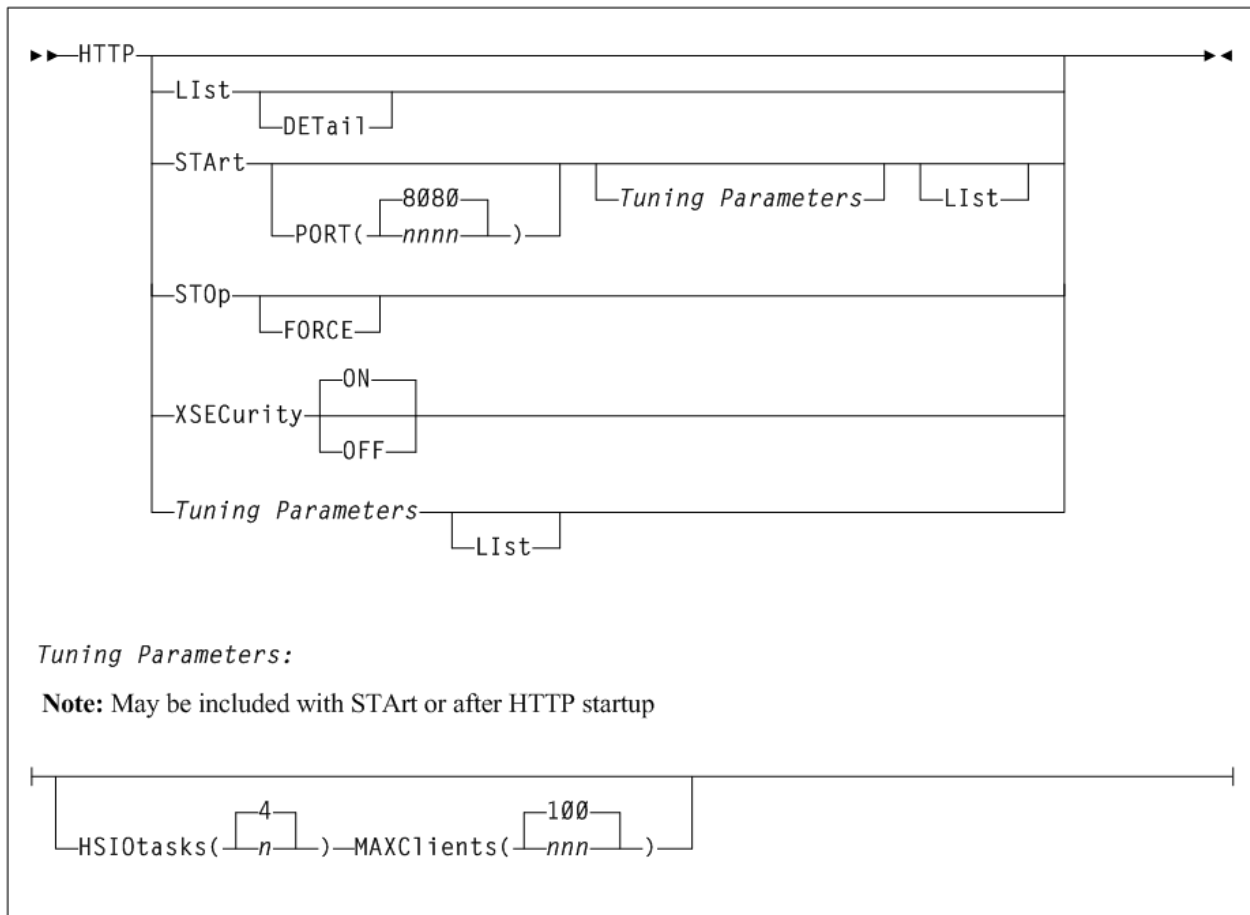 HTTP
LIst
DETail
STArt
8080
Tuning Parameters
LIst
PORT( nnnn )
STOp
FORCE
ON
XSECurity
OFF
Tuning Parameters
LIst
Tuning Parameters:
Note: May be included with STArt or after HTTP startup
4 100
HSIOtasks( n ) MAXClients( nnn )